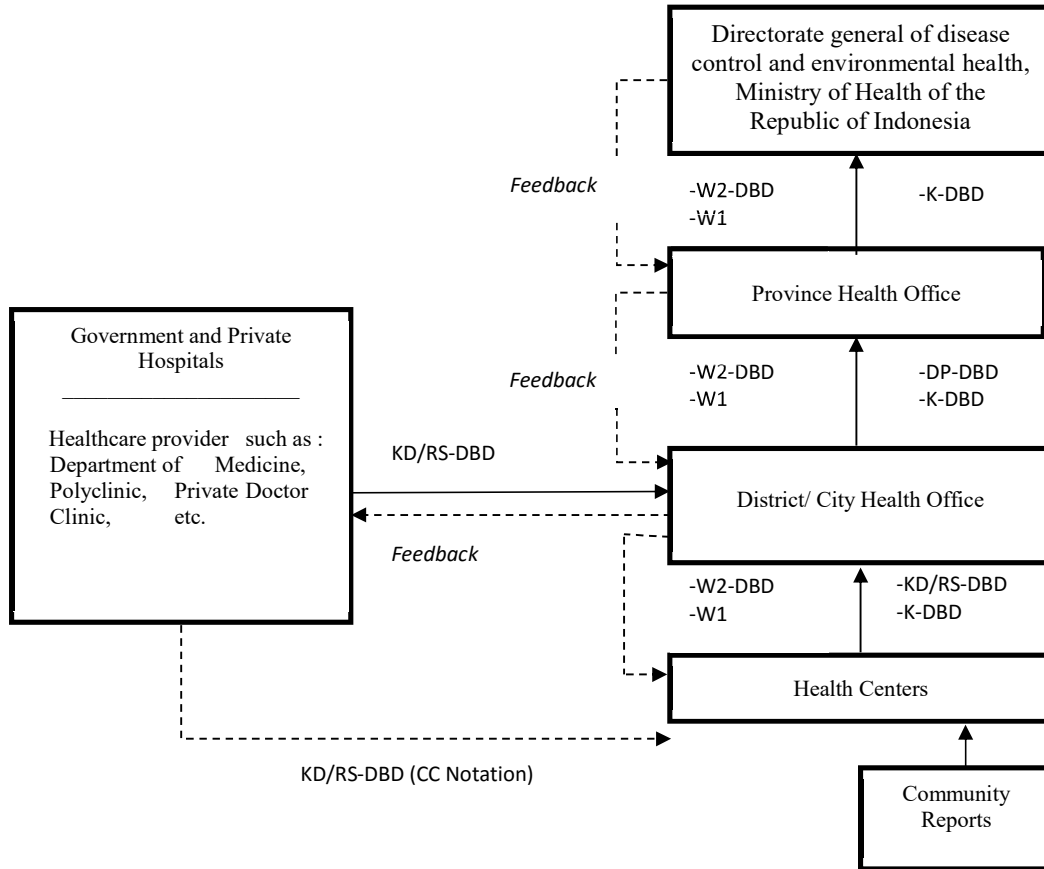 Directorate general of disease
control and environmental health,
Ministry of Health of the
Republic of Indonesia
Feedback
-W2-DBD
-W1
-K-DBD
Province Health Office
Feedback
-W2-DBD
-W1
-DP-DBD
-K-DBD
Government and Private
Hospitals
Healthcare provider such as :
Department of Medicine,
Polyclinic, Private Doctor
Clinic, etc.
KD/RS-DBD
District/ City Health Office
Feedback
-W2-DBD
-W1
-KD/RS-DBD
-K-DBD
Health Centers
KD/RS-DBD (CC Notation)
Community
Reports